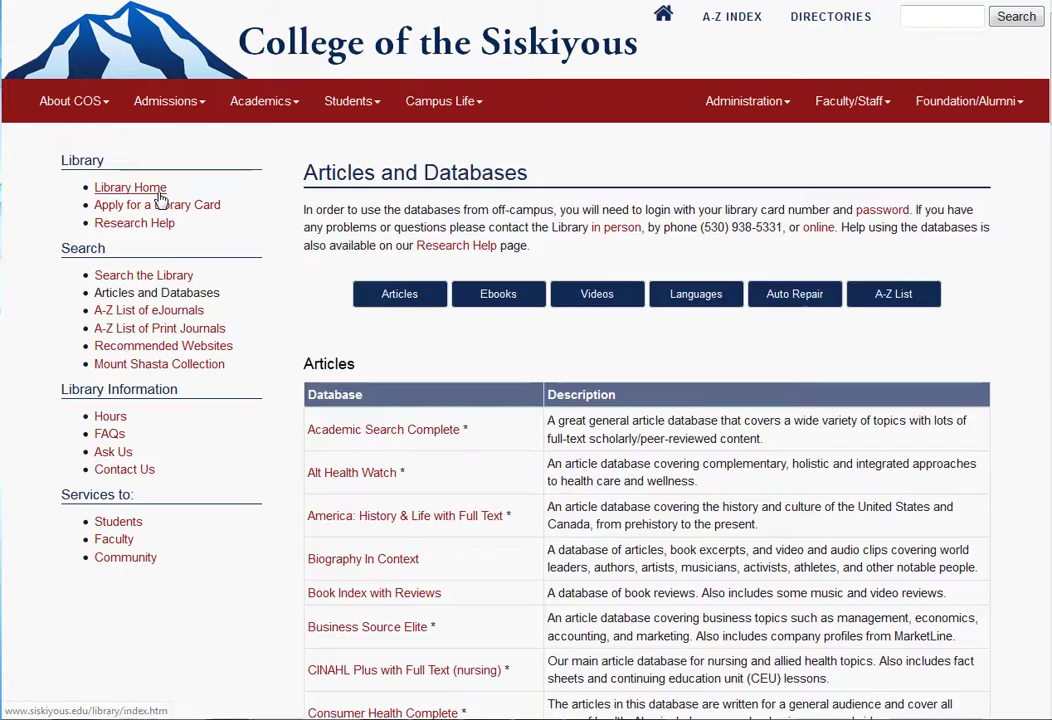 A-Z INDEX
DIRECTORIES
Search
College of the Siskiyous
About COS
Admissions
Academics
Students
Campus Life
Administration
Faculty/Staff
Foundation/Alumni
Library
Library Home
Apply for a Library Card
Research Help
Search
Search the Library
Articles and Databases
A-Z List of eJournals
A-Z List of Print Journals
Recommended Websites
Mount Shasta Collection
Library Information
Hours
FAQs
Ask Us
Contact Us
Services to:
Students
Faculty
Community
Articles and Databases
In order to use the databases from off-campus, you will need to login with your library card number and password. If you have
any problems or questions please contact the Library in person, by phone (530) 938-5331, or online. Help using the databases is
also available on our Research Help page.
Articles
Ebooks
Videos
Languages
Auto Repair
A-Z List
Articles
Database
Description
Academic Search Complete *
A great general article database that covers a wide variety of topics with lots of
full-text scholarly/peer-reviewed content.
Alt Health Watch *
An article database covering complementary, holistic and integrated approaches
to health care and wellness.
America: History & Life with Full Text *
An article database covering the history and culture of the United States and
Canada, from prehistory to the present.
Biography In Context
A database of articles, book excerpts, and video and audio clips covering world
leaders, authors, artists, musicians, activists, athletes, and other notable people.
Book Index with Reviews
A database of book reviews. Also includes some music and video reviews.
Business Source Elite *
An article database covering business topics such as management, economics,
accounting, and marketing. Also includes company profiles from MarketLine.
CINAHL Plus with Full Text (nursing) *
Our main article database for nursing and allied health topics. Also includes fact
sheets and continuing education unit (CEU) lessons.
Consumer Health Complete *
The articles in this database are written for a general audience and cover all
www.siskiyous.edu/library/index.htm